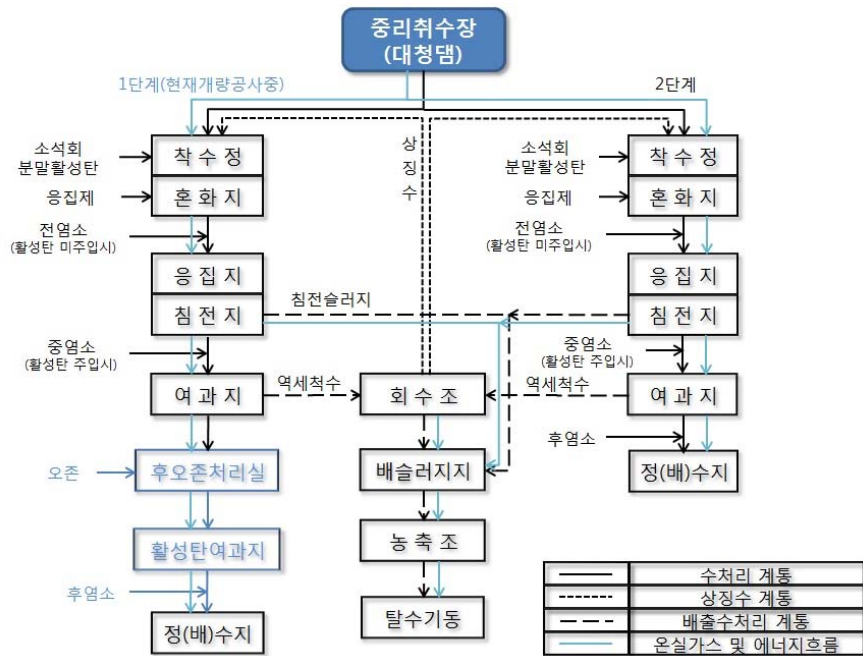 중리취수장
(대청댐)
1단계(현재개량공사중)
2단계
소석회
분말활성탄
착 수 정
상
징
수
소석회
분말활성탄
착 수 정
응집제
혼 화 지
응집제
혼 화 지
전염소
(활성탄 미주입시)
전염소
(활성탄 미주입시)
응 집 지
응 집 지
침전슬러지
침 전 지
침 전 지
중염소
(활성탄 주입시)
중염소
(활성탄 주입시)
여 과 지
역세척수
회 수 조
역세척수
여 과 지
후염소
오존
후오존처리실
배슬러지지
정(배)수지
활성탄여과지
농 축 조
후염소
정(배)수지
탈수기동
수처리 계통
상징수 계통
배출수처리 계통
온실가스 및 에너지흐름